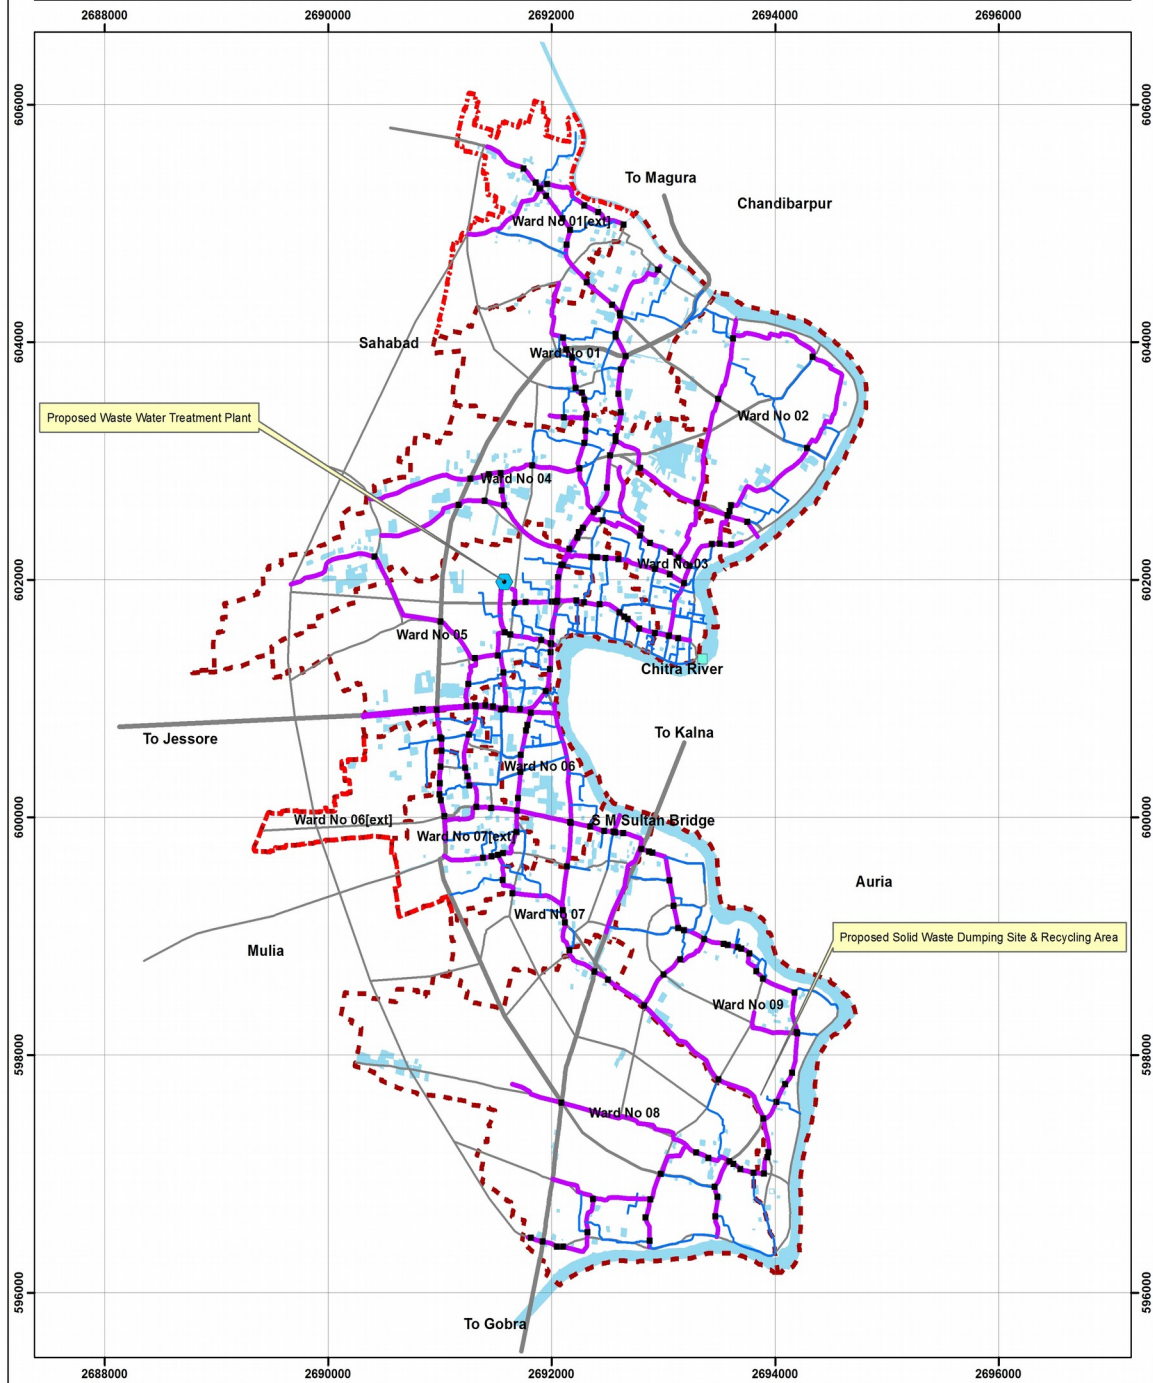 2688000 2690000 2692000 2694000 2696000
606000 606000
To Magura
Chandibarpur
Ward No 01[ext]
604000 604000
Sahabad
Ward No 01
Proposed Waste Water Treatment Plant
Ward No 02
Ward No 04
602000 602000
Ward No 03
Ward No 05
Chitra River
To Jessore
To Kalna
Ward No 06
600000 600000
Ward No 06[ext]
S M Sultan Bridge
Ward No 07[ext]
Auria
Ward No 07
Proposed Solid Waste Dumping Site & Recycling Area
Mulia
Ward No 09
598000 598000
Ward No 08
596000 596000
To Gobra
2688000 2690000 2692000 2694000 2696000